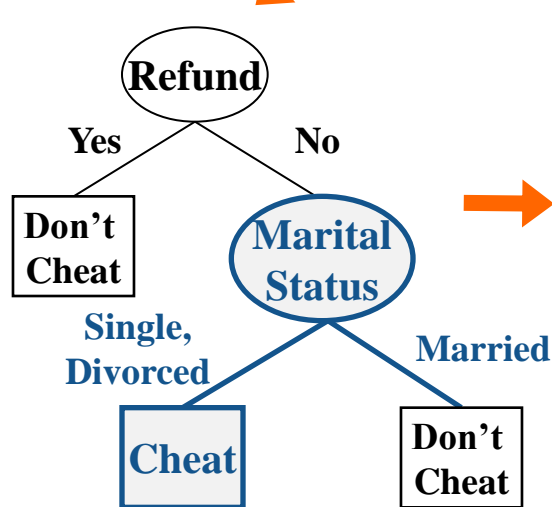 Refund
Yes
No
Don’t
Cheat
Marital
Status
Single,
Divorced
Married
Cheat
Don’t
Cheat